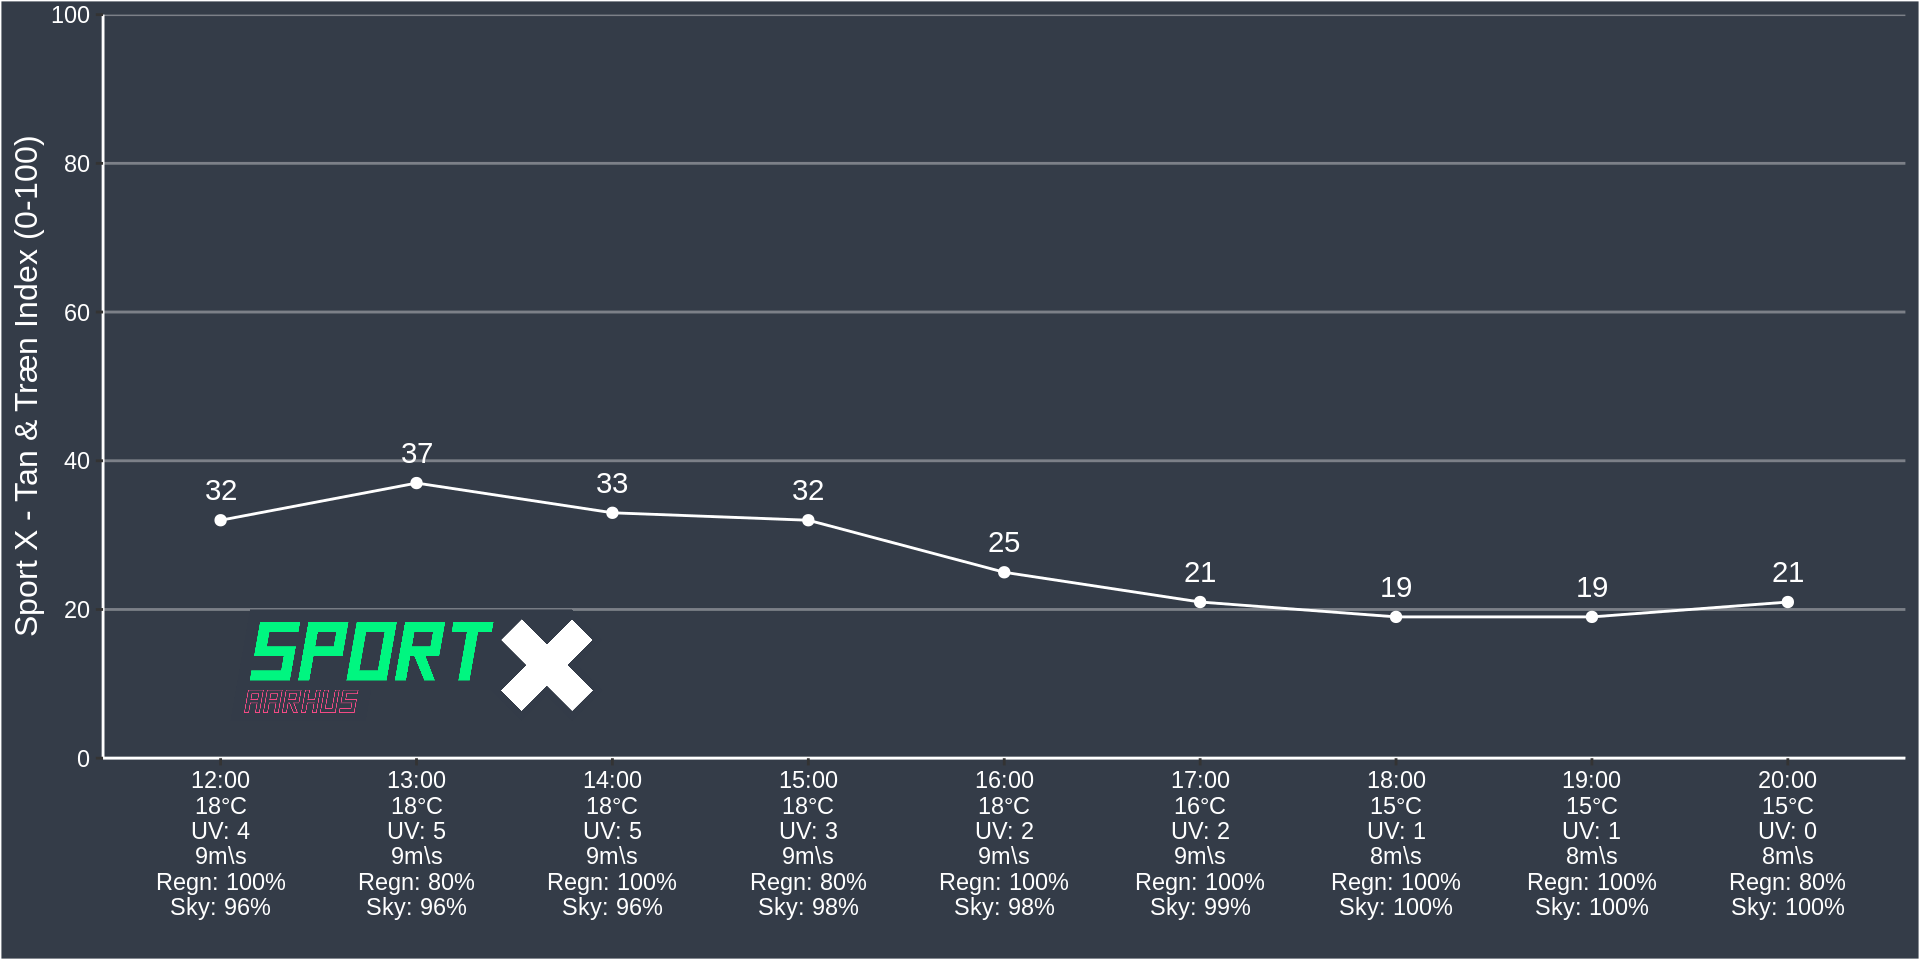 Sport X - Tan & Træn Index (0-100)
100
80
60
40
20
0
32
37
33
32
25
21
19
19
21
SPORT X
AARHUS
12:00 13:00 14:00 15:00 16:00 17:00 18:00 19:00 20:00
18°C 18°C 18°C 18°C 18°C 16°C 15°C 15°C 15°C
UV: 4 UV: 5 UV: 5 UV: 3 UV: 2 UV: 2 UV: 1 UV: 1 UV: 0
9m\s 9m\s 9m\s 9m\s 9m\s 9m\s 8m\s 8m\s 8m\s
Regn: 100% Regn: 80% Regn: 100% Regn: 80% Regn: 100% Regn: 100% Regn: 100% Regn: 100% Regn: 80%
Sky: 96% Sky: 96% Sky: 96% Sky: 98% Sky: 98% Sky: 99% Sky: 100% Sky: 100% Sky: 100%